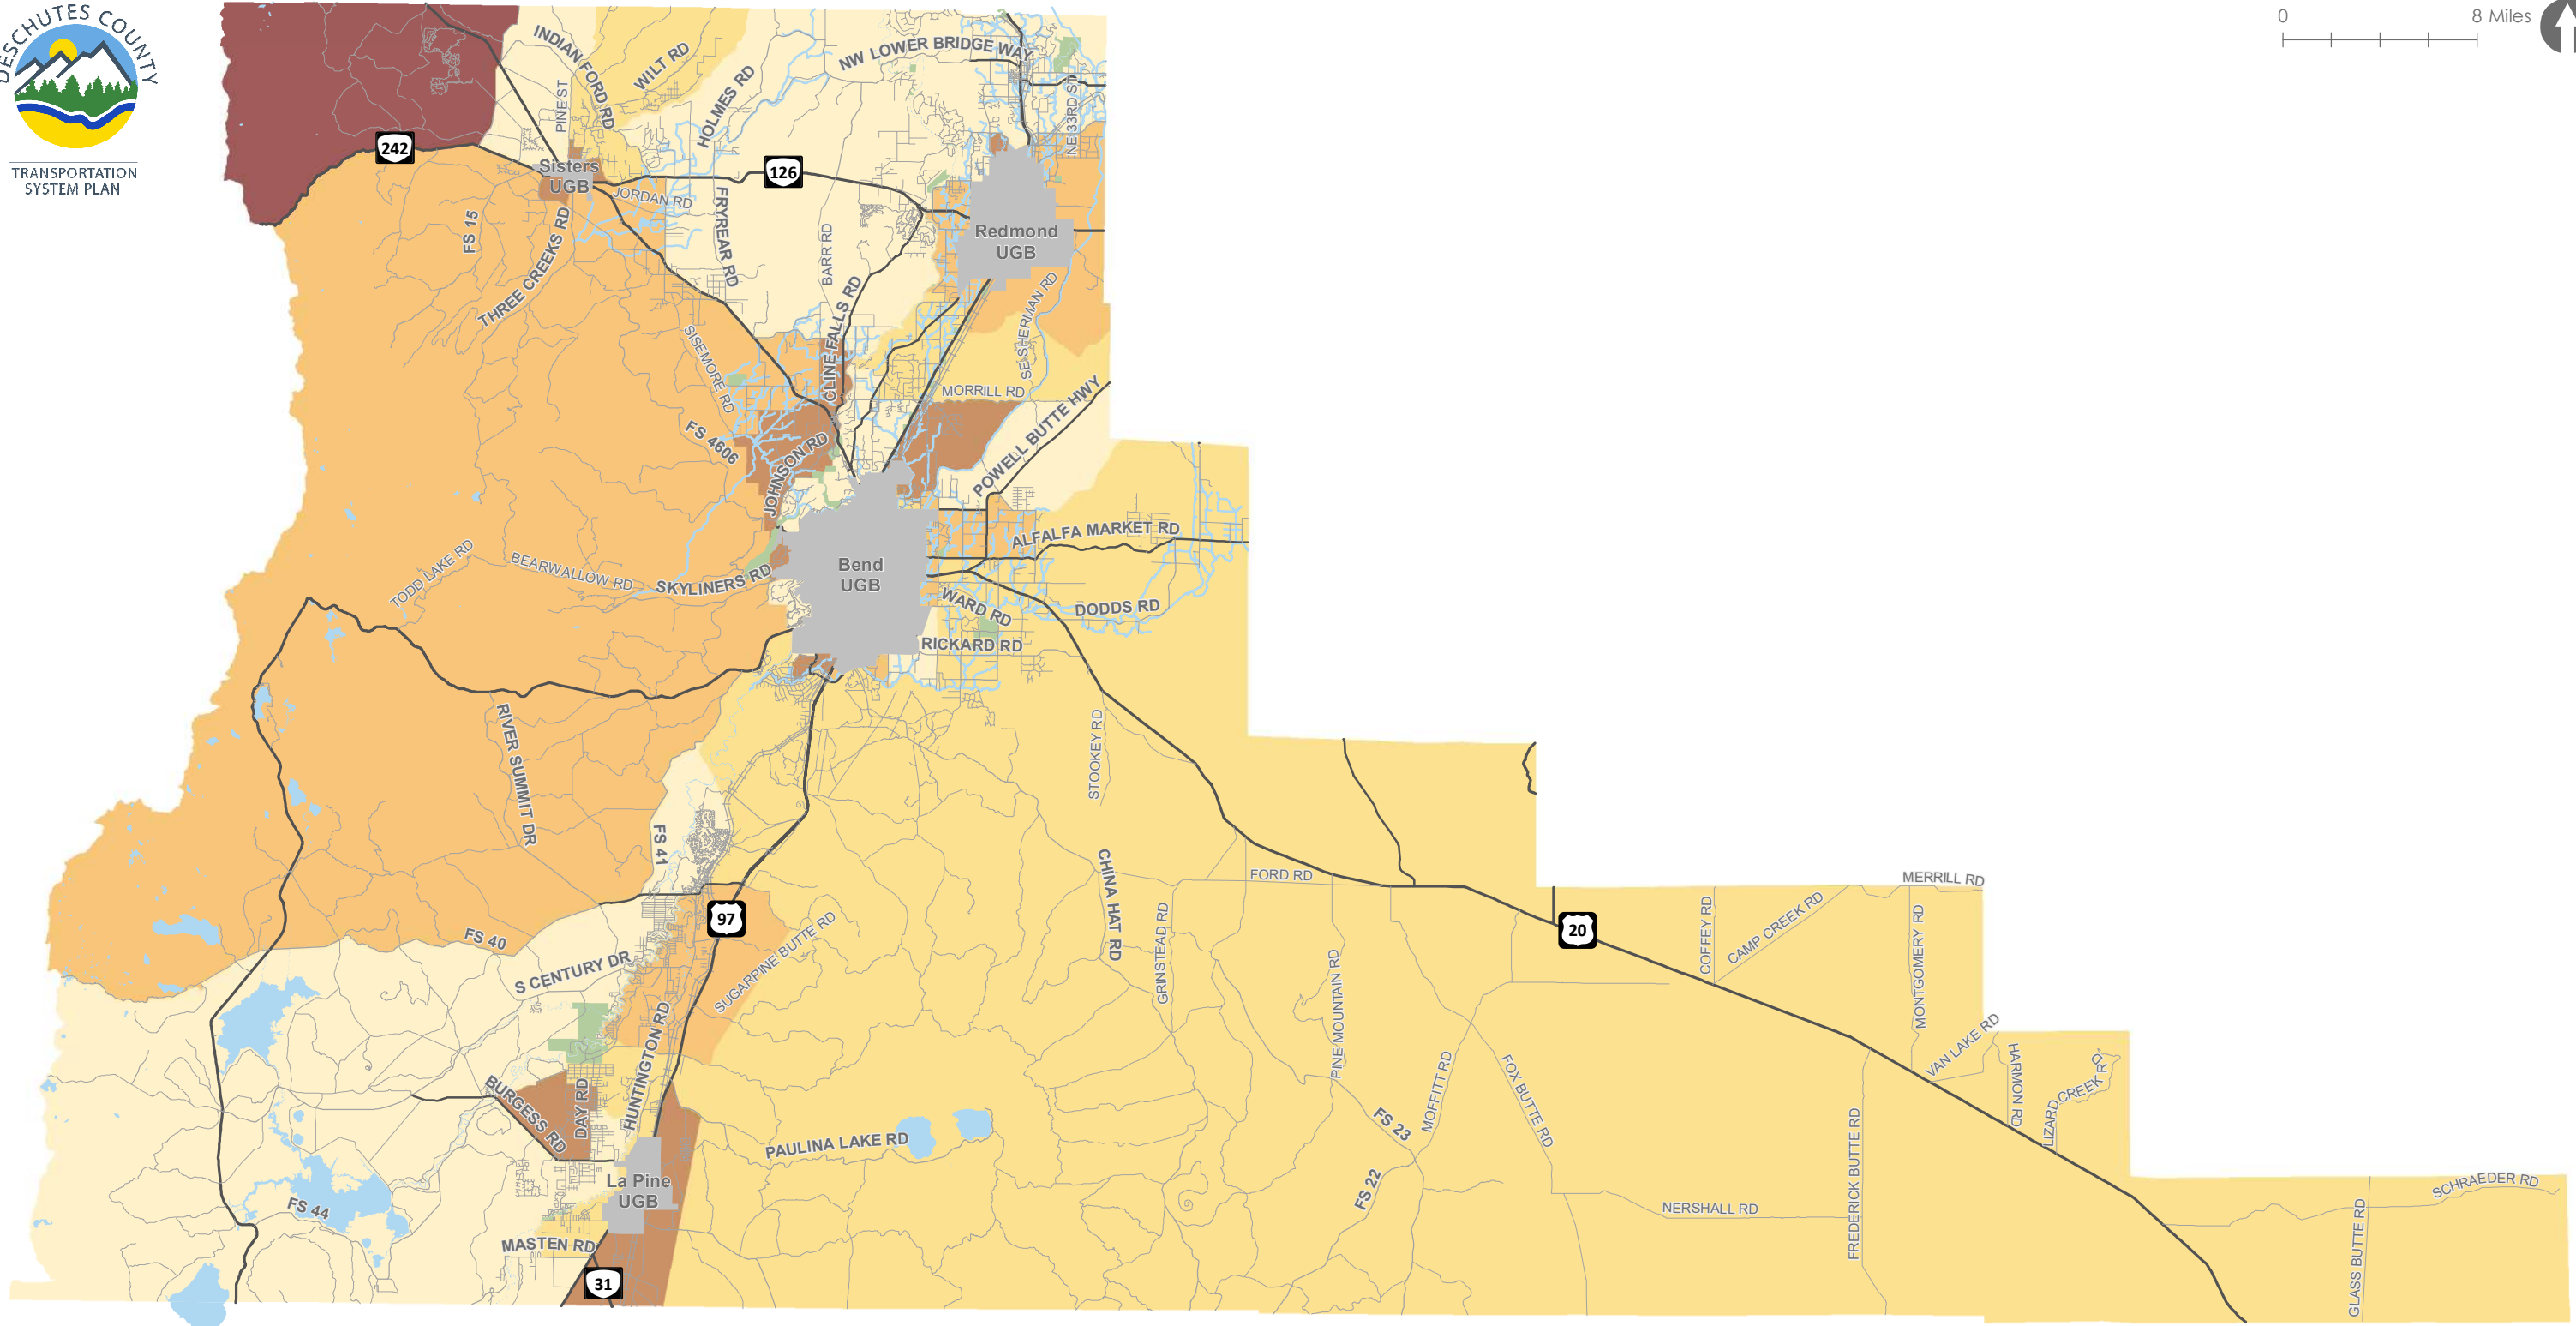 DESCHUTES COUNTY
TRANSPORTATION
SYSTEM PLAN
0
8 Miles
INDIAN FORD RD
WILT RD
PINE ST
HOLMES RD
NW LOWER BRIDGE WAY
NE 33RD ST
242
126
Sisters
UGB
JORDAN RD
FRYREAR RD
BARR RD
FS 15
THREE CREEKS RD
Redmond
UGB
CLINE FALLS RD
SE SHERMAN RD
SISEMORE RD
MORRILL RD
POWELL BUTTE HWY
FS 4606
JOHNSON RD
ALFALFA MARKET RD
TODD LAKE RD
BEARWALLOW RD
SKYLINERS RD
Bend
UGB
WARD RD
DODDS RD
RICKARD RD
RIVER SUMMIT DR
STOOKEY RD
FS 41
CHINA HAT RD
FORD RD
MERRILL RD
97
20
FS 40
S CENTURY DR
SUGARPINE BUTTE RD
GRINSTEAD RD
PINE MOUNTAIN RD
COFFEY RD
CAMP CREEK RD
MONTGOMERY RD
HUNTINGTON RD
VAN LAKE RD
HARMON RD
LIZARD CREEK RD
BURGESS RD
DAY RD
MOFFITT RD
FOX BUTTE RD
FS 23
PAULINA LAKE RD
FREDERICK BUTTE RD
La Pine
UGB
FS 22
FS 44
NERSHALL RD
SCHRAEDER RD
GLASS BUTTE RD
MASTEN RD
31